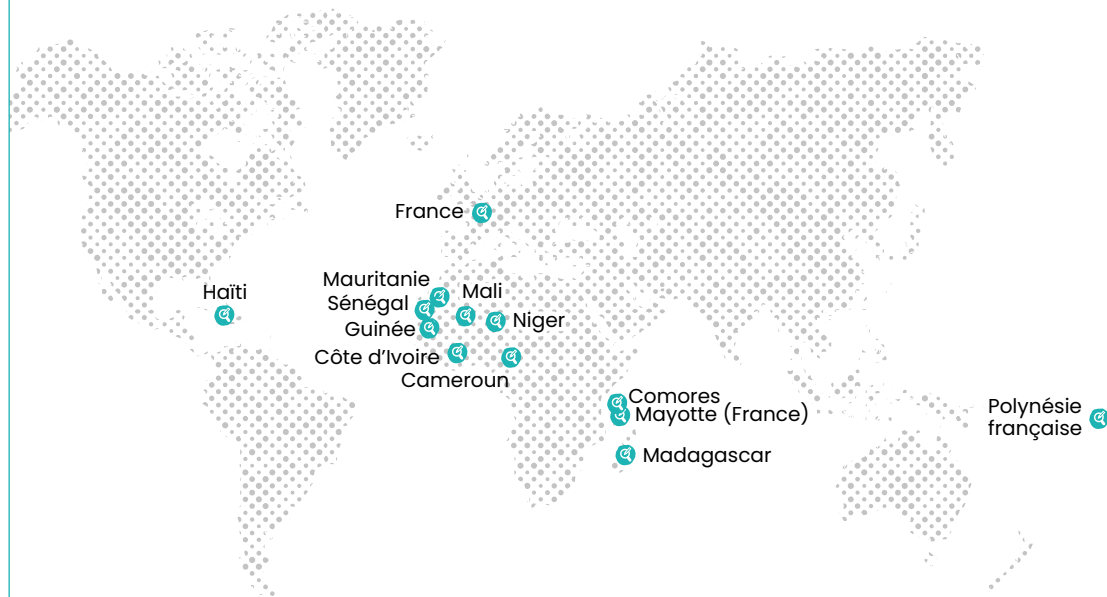 France
Mauritanie
Mali
Haïti
Sénégal
Niger
Guinée
Côte d’Ivoire
Cameroun
Comores
Mayotte (France)
Polynésie
française
Madagascar